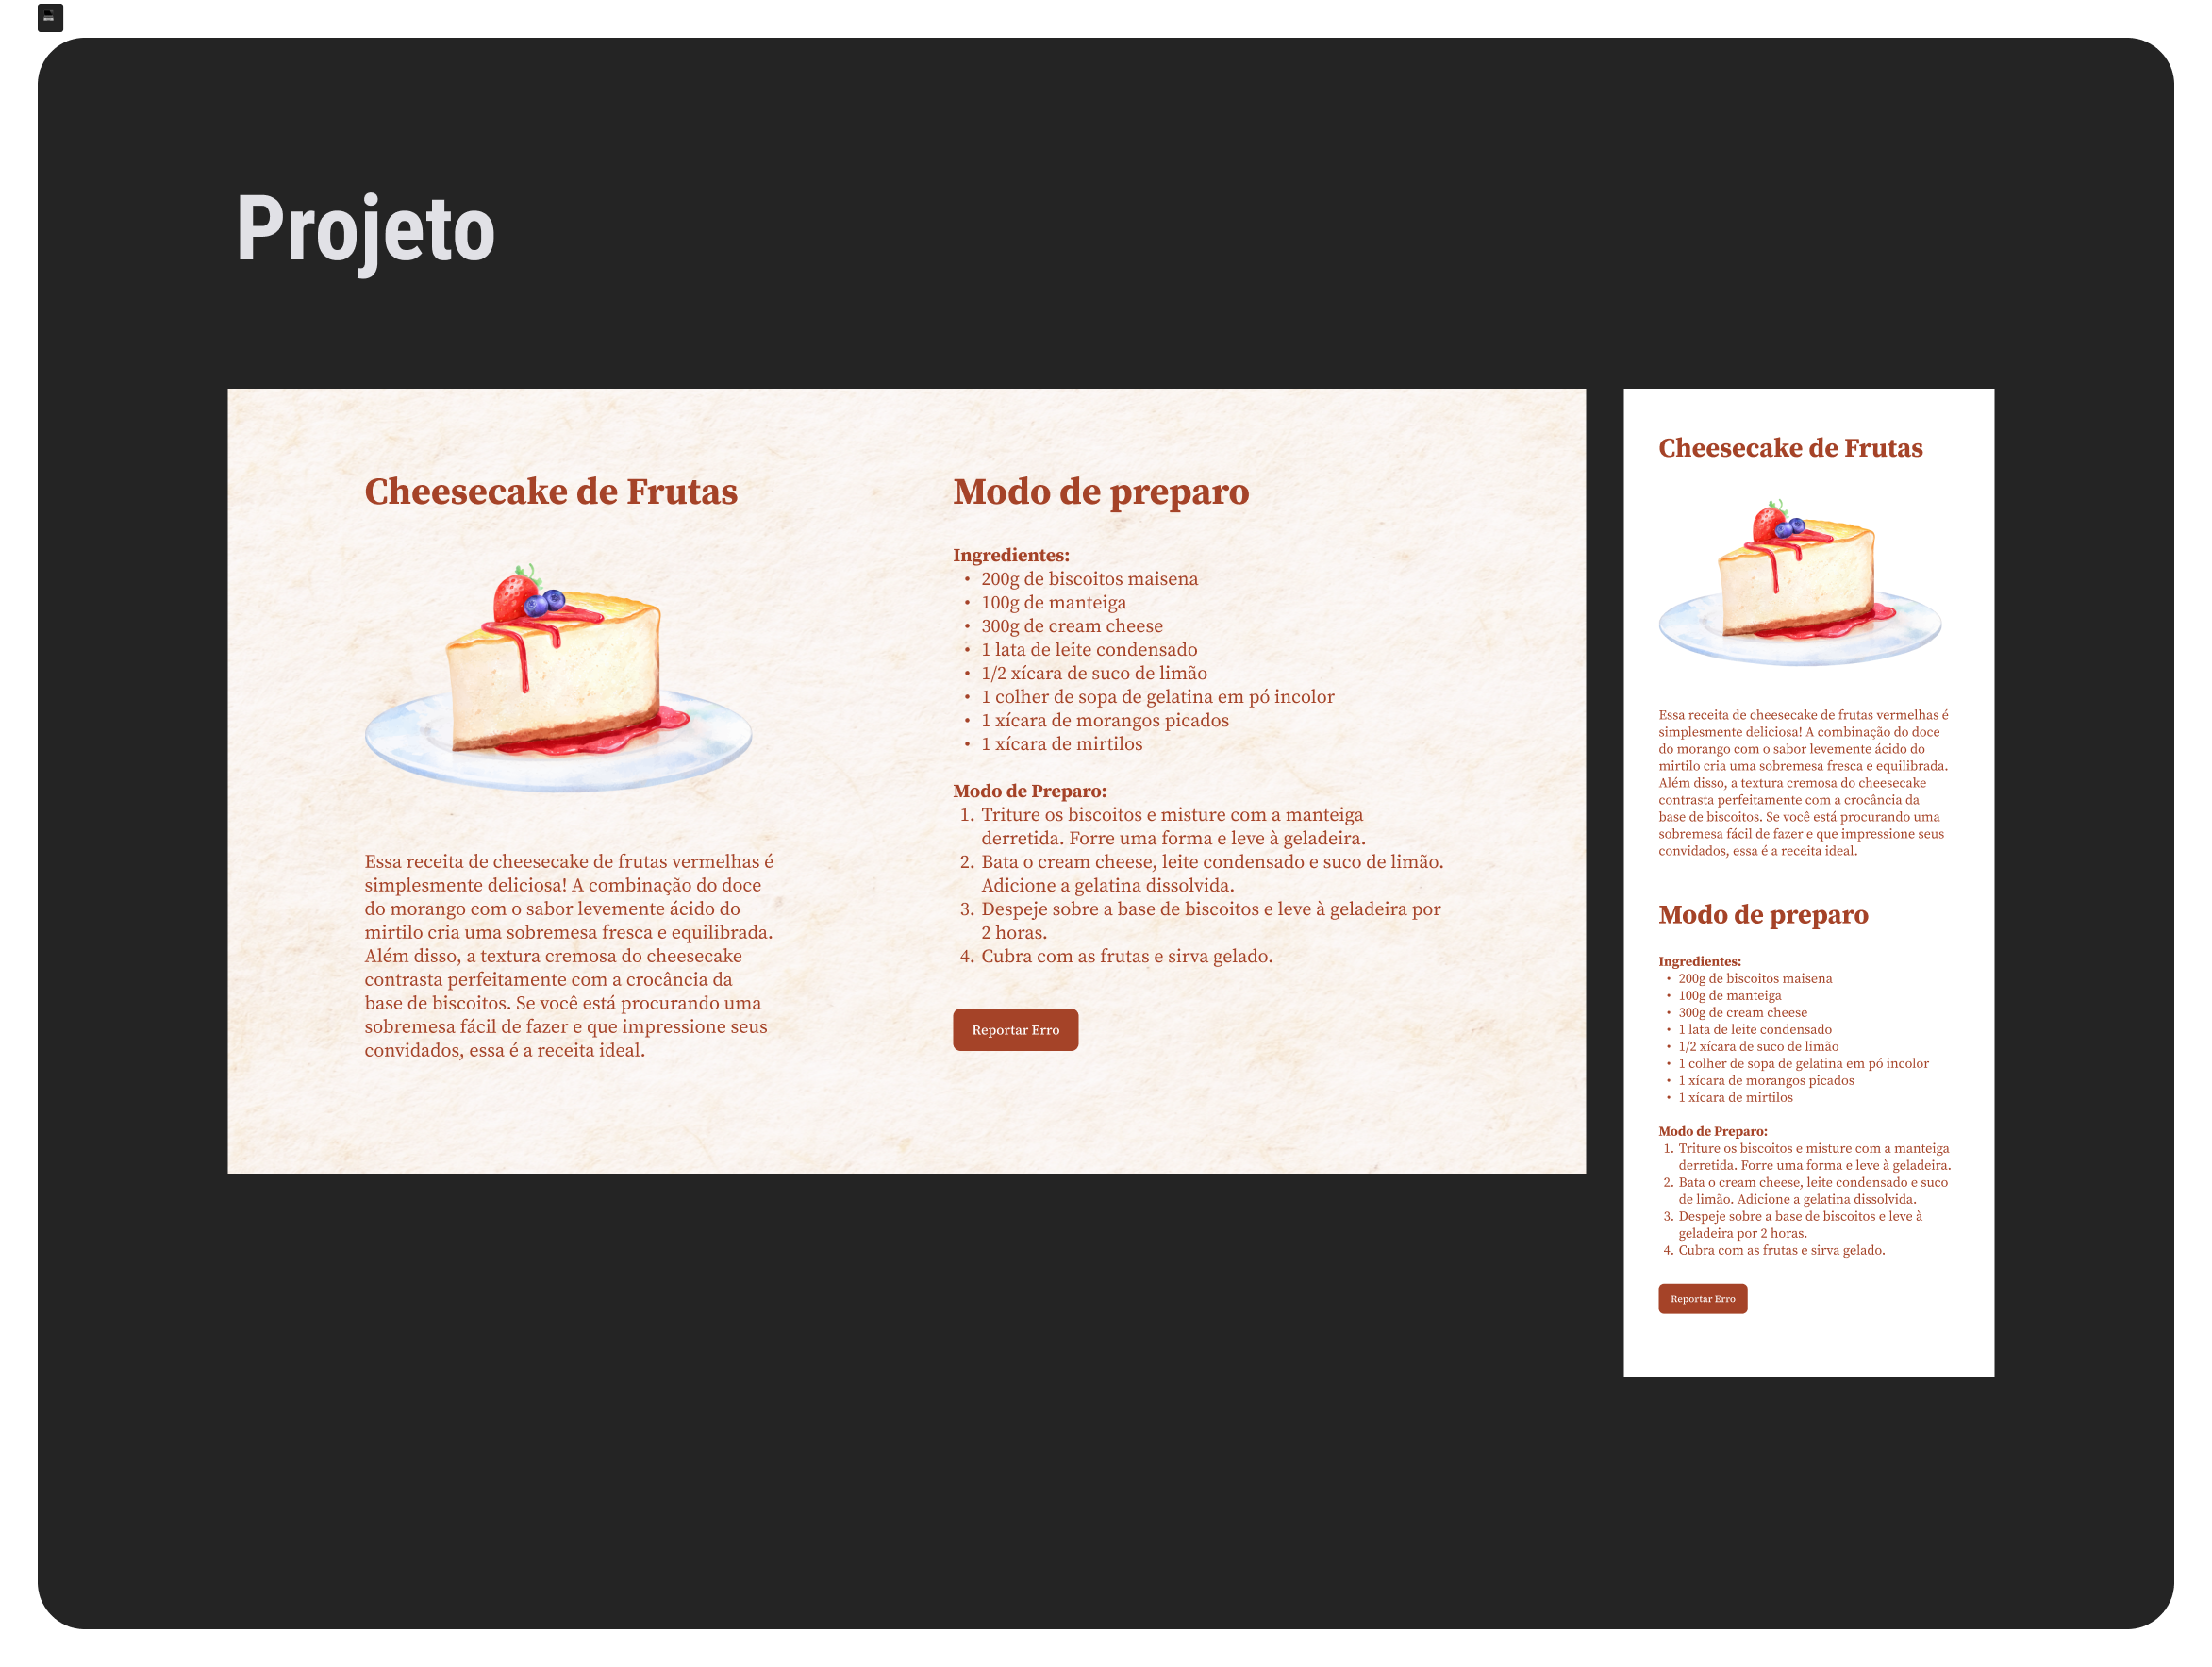 Projeto
Cheesecake de Frutas
Essa receita de cheesecake de frutas vermelhas é
simplesmente deliciosa! A combinação do doce
do morango com o sabor levemente ácido do
mirtilo cria uma sobremesa fresca e equilibrada.
Além disso, a textura cremosa do cheesecake
contrasta perfeitamente com a crocância da
base de biscoitos. Se você está procurando uma
sobremesa fácil de fazer e que impressione seus
convidados, essa é a receita ideal.
Modo de preparo
Ingredientes:
• 200g de biscoitos maisena
• 100g de manteiga
• 300g de cream cheese
• 1 lata de leite condensado
• 1/2 xícara de suco de limão
• 1 colher de sopa de gelatina em pó incolor
• 1 xícara de morangos picados
• 1 xícara de mirtilos
Modo de Preparo:
1. Triture os biscoitos e misture com a manteiga
derretida. Forre uma forma e leve à geladeira.
2. Bata o cream cheese, leite condensado e suco de limão.
Adicione a gelatina dissolvida.
3. Despeje sobre a base de biscoitos e leve à geladeira por
2 horas.
4. Cubra com as frutas e sirva gelado.
Reportar Erro
Cheesecake de Frutas
Essa receita de cheesecake de frutas vermelhas é
simplesmente deliciosa! A combinação do doce
do morango com o sabor levemente ácido do
mirtilo cria uma sobremesa fresca e equilibrada.
Além disso, a textura cremosa do cheesecake
contrasta perfeitamente com a crocância da
base de biscoitos. Se você está procurando uma
sobremesa fácil de fazer e que impressione seus
convidados, essa é a receita ideal.
Modo de preparo
Ingredientes:
• 200g de biscoitos maisena
• 100g de manteiga
• 300g de cream cheese
• 1 lata de leite condensado
• 1/2 xícara de suco de limão
• 1 colher de sopa de gelatina em pó incolor
• 1 xícara de morangos picados
• 1 xícara de mirtilos
Modo de Preparo:
1. Triture os biscoitos e misture com a manteiga
derretida. Forre uma forma e leve à geladeira.
2. Bata o cream cheese, leite condensado e suco
de limão. Adicione a gelatina dissolvida.
3. Despeje sobre a base de biscoitos e leve à
geladeira por 2 horas.
4. Cubra com as frutas e sirva gelado.
Reportar Erro